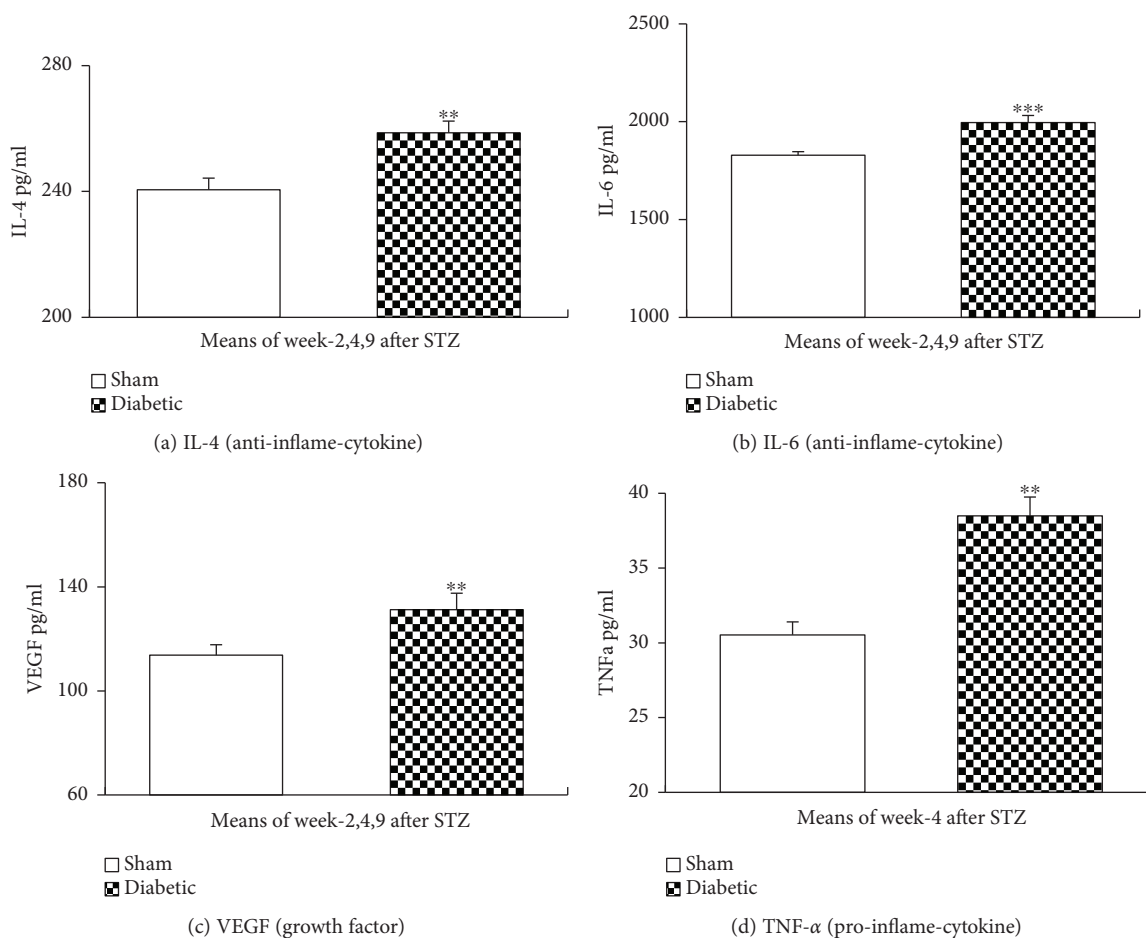 280
240
200
IL-4 pg/ml
**
Means of week-2,4,9 after STZ
Sham
Diabetic
(a) IL-4 (anti-inflame-cytokine)
2500
2000
1500
1000
IL-6 pg/ml
***
Means of week-2,4,9 after STZ
Sham
Diabetic
(b) IL-6 (anti-inflame-cytokine)
180
140
100
60
VEGF pg/ml
**
Means of week-2,4,9 after STZ
Sham
Diabetic
(c) VEGF (growth factor)
40
35
30
25
20
TNFa pg/ml
**
Means of week-4 after STZ
Sham
Diabetic
(d) TNF-α (pro-inflame-cytokine)